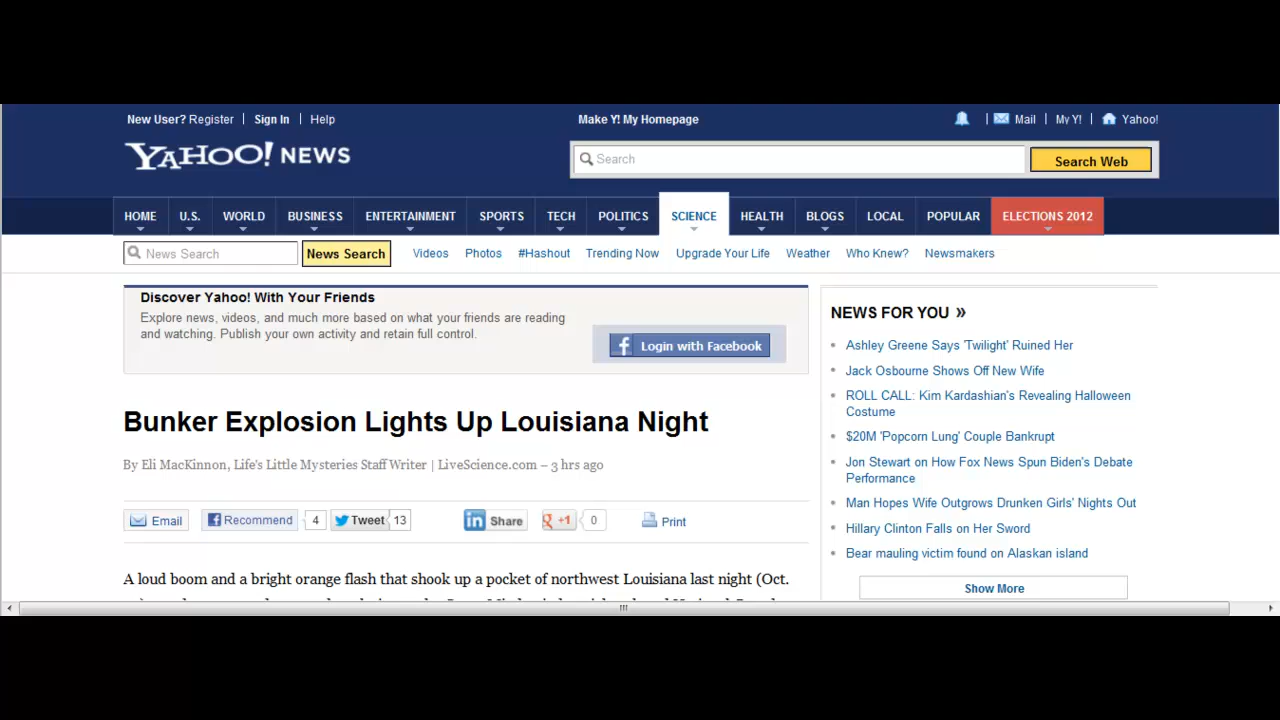 New User? Register | Sign In | Help
Make Y! My Homepage
| Mail | My Y! | Yahoo!
YAHOO! NEWS
Search
Search Web
HOME U.S. WORLD BUSINESS ENTERTAINMENT SPORTS TECH POLITICS SCIENCE HEALTH BLOGS LOCAL POPULAR ELECTIONS 2012
News Search
News Search
Videos Photos #Hashout Trending Now Upgrade Your Life Weather Who Knew? Newsmakers
Discover Yahoo! With Your Friends
Explore news, videos, and much more based on what your friends are reading
and watching. Publish your own activity and retain full control.
f Login with Facebook
Bunker Explosion Lights Up Louisiana Night
By Eli MacKinnon, Life's Little Mysteries Staff Writer | LiveScience.com – 3 hrs ago
Email
f Recommend 4
Tweet 13
in Share
g +1 0
Print
A loud boom and a bright orange flash that shook up a pocket of northwest Louisiana last night (Oct.
NEWS FOR YOU »
Ashley Greene Says 'Twilight' Ruined Her
Jack Osbourne Shows Off New Wife
ROLL CALL: Kim Kardashian's Revealing Halloween
Costume
$20M 'Popcorn Lung' Couple Bankrupt
Jon Stewart on How Fox News Spun Biden's Debate
Performance
Man Hopes Wife Outgrows Drunken Girls' Nights Out
Hillary Clinton Falls on Her Sword
Bear mauling victim found on Alaskan island
Show More